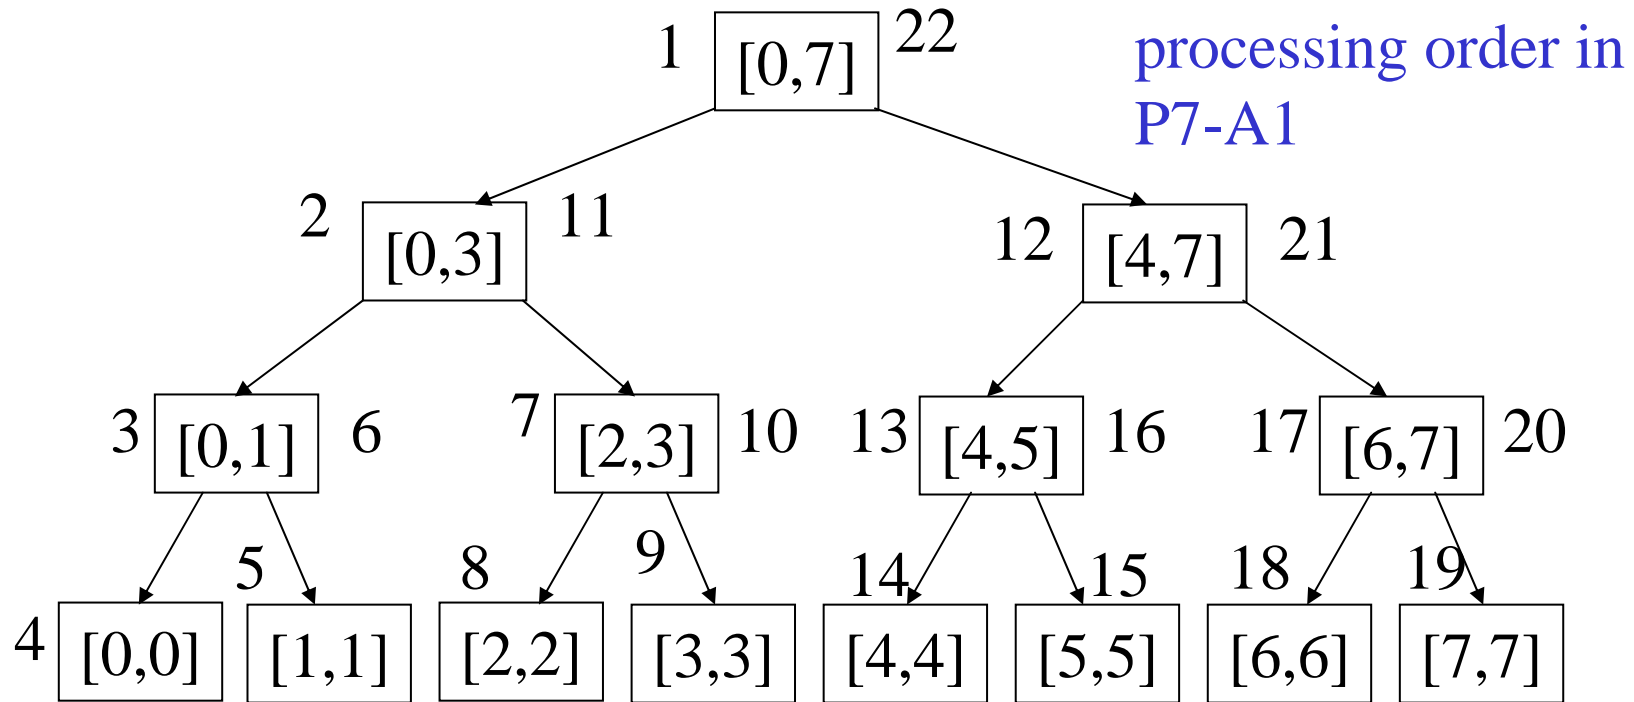 1 [0,7] 22
processing order in
P7-A1
2 [0,3] 11
12 [4,7] 21
3 [0,1] 6
7 [2,3] 10
13 [4,5] 16
17 [6,7] 20
4 [0,0]
5 [1,1]
8 [2,2]
9 [3,3]
14 [4,4]
15 [5,5]
18 [6,6]
19 [7,7]